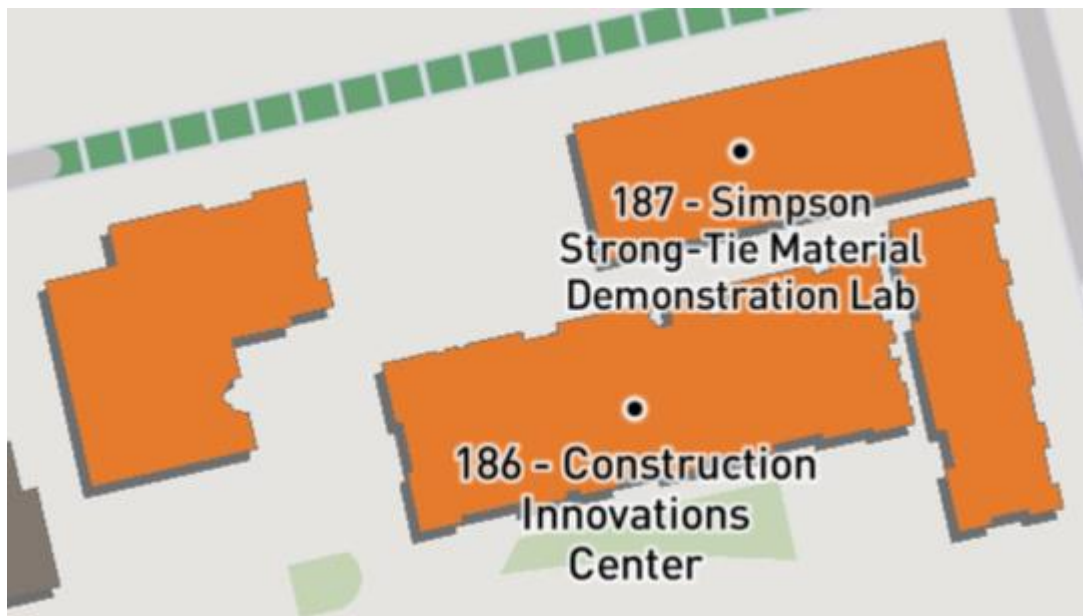 187 - Simpson
Strong-Tie Material
Demonstration Lab
186 - Construction
Innovations
Center